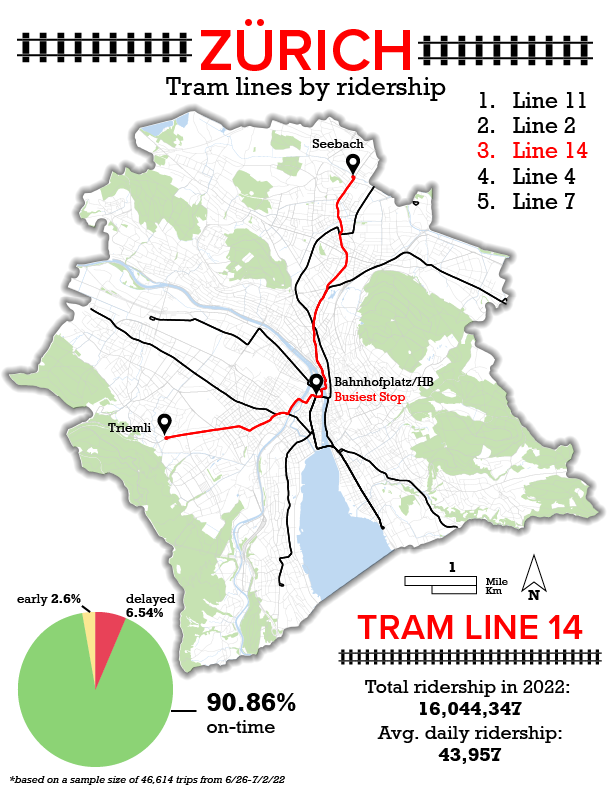 ZÜRICH
Tram lines by ridership
1. Line 11
2. Line 2
3. Line 14
4. Line 4
5. Line 7
Seebach
Bahnhofplatz/HB
Busiest Stop
Triemli
1
Mile
Km
N
early 2.6%
delayed
6.54%
90.86%
on-time
*based on a sample size of 46,614 trips from 6/26-7/2/22
TRAM LINE 14
Total ridership in 2022:
16,044,347
Avg. daily ridership:
43,957